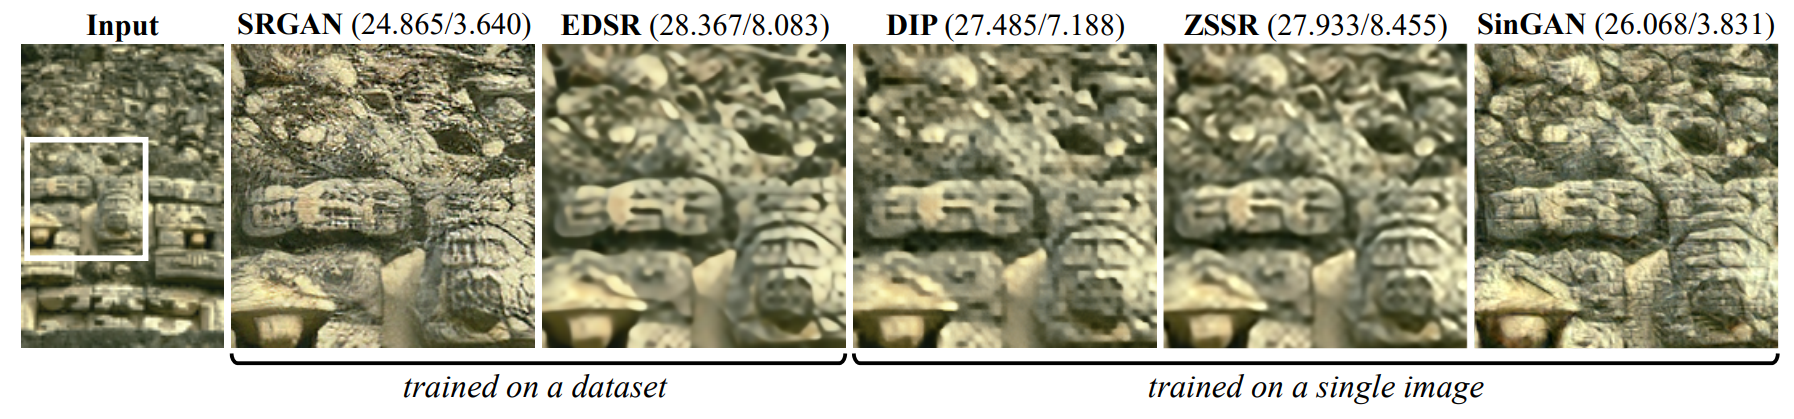 Input SRGAN (24.865/3.640) EDSR (28.367/8.083) DIP (27.485/7.188) ZSSR (27.933/8.455) SinGAN (26.068/3.831)
trained on a dataset trained on a single image